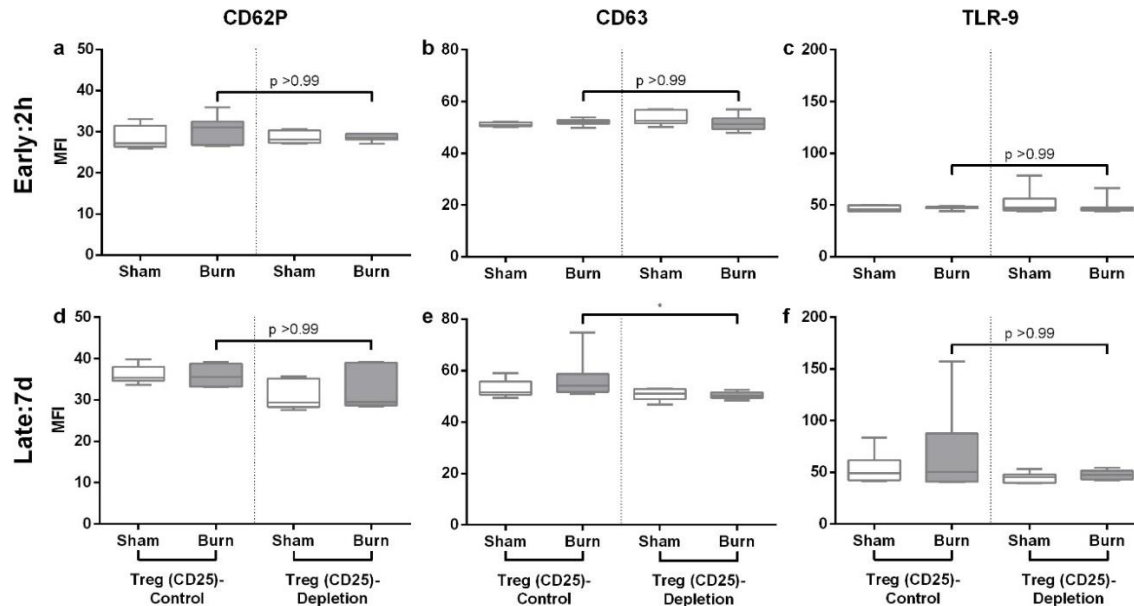 CD62P CD63 TLR-9
Early:2h
a
MFI
50
40
30
20
10
0
p >0.99
Sham Burn Sham Burn
b
80
60
40
20
0
p >0.99
Sham Burn Sham Burn
c
200
150
100
50
0
p >0.99
Sham Burn Sham Burn
Late:7d
d
MFI
50
40
30
20
10
0
p >0.99
Sham Burn Sham Burn
Treg (CD25)-
Control
Treg (CD25)-
Depletion
e
80
60
40
20
0
*
Sham Burn Sham Burn
Treg (CD25)-
Control
Treg (CD25)-
Depletion
f
200
150
100
50
0
p >0.99
Sham Burn Sham Burn
Treg (CD25)-
Control
Treg (CD25)-
Depletion